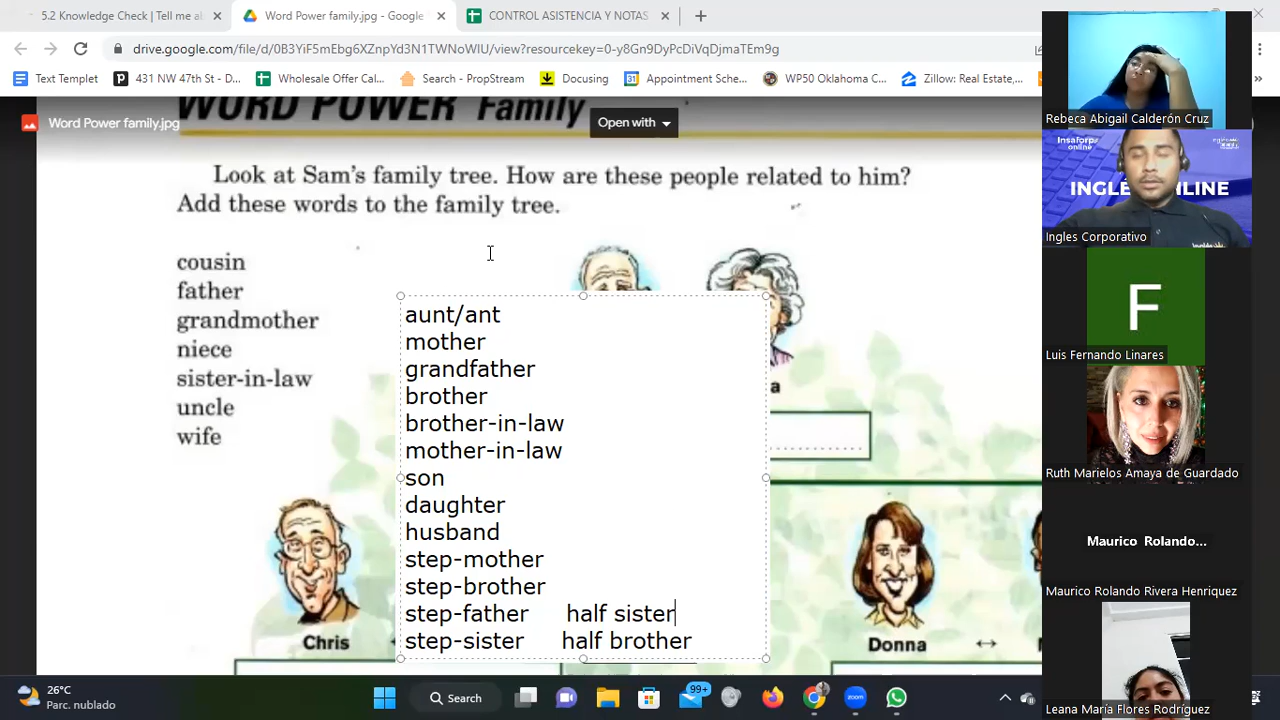 5.2 Knowledge Check | Tell me al
Word Power family.jpg - Google
CONTROL ASISTENCIA Y NOTAS
drive.google.com/file/d/0B3YiF5mEbg6XZnpYd3N1TWNoWlU/view?resourcekey=0-y8Gn9DyPcDiVqDjmaTEm9g
Text Templet
431 NW 47th St - D...
Wholesale Offer Cal...
Search - PropStream
Docusing
Appointment Sche...
WP50 Oklahoma C...
Zillow: Real Estate,...
WORD POWER Family
Word Power family.jpg
Open with
Look at Sam's family tree. How are these people related to him?
Add these words to the family tree.
cousin
father
grandmother
niece
sister-in-law
uncle
wife
aunt/ant
mother
grandfather
brother
brother-in-law
mother-in-law
son
daughter
husband
step-mother
step-brother
step-father half sister
step-sister half brother
a
Chris
Donna
Rebeca Abigail Calderón Cruz
Insaforp
online
INGLÉS ONLINE
Ingles Corporativo
F
Luis Fernando Linares
Ruth Marielos Amaya de Guardado
Maurico Rolando...
Maurico Rolando Rivera Henriquez
Leana María Flores Rodríguez
26°C
Parc. nublado
Search
99+